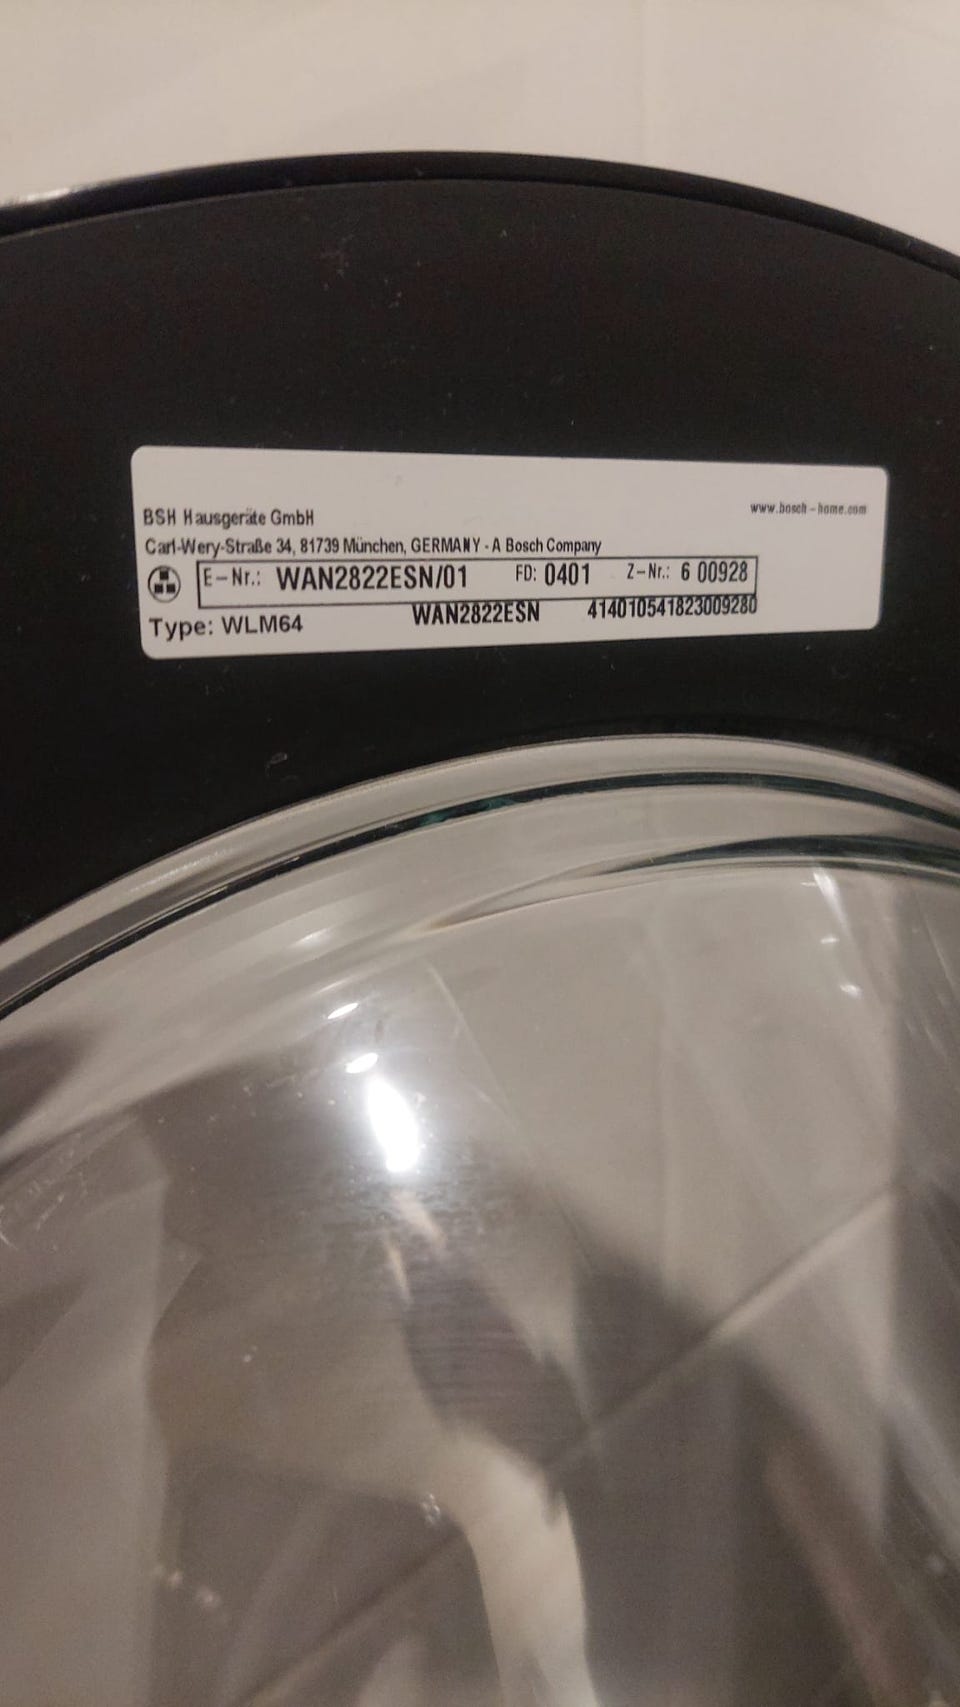 BSH Hausgeräte GmbH
www.bosch-home.com
Carl-Wery-Straße 34, 81739 München, GERMANY - A Bosch Company
E-Nr.: WAN2822ESN/01 FD: 0401 Z-Nr.: 6 00928
Type: WLM64 WAN2822ESN 414010541823009280